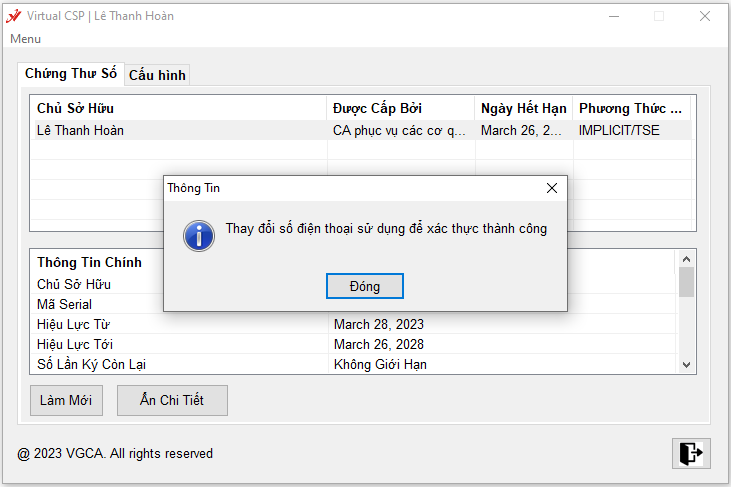 Virtual CSP | Lê Thanh Hoàn
Menu
Chứng Thư Số Cấu hình
Chủ Sở Hữu Được Cấp Bởi Ngày Hết Hạn Phương Thức ...
Lê Thanh Hoàn CA phục vụ các cơ q... March 26, 2... IMPLICIT/TSE
Thông Tin
Thay đổi số điện thoại sử dụng để xác thực thành công
Đóng
Thông Tin Chính
Chủ Sở Hữu
Mã Serial
Hiệu Lực Từ March 28, 2023
Hiệu Lực Tới March 26, 2028
Số Lần Ký Còn Lại Không Giới Hạn
Làm Mới Ẩn Chi Tiết
@ 2023 VGCA. All rights reserved